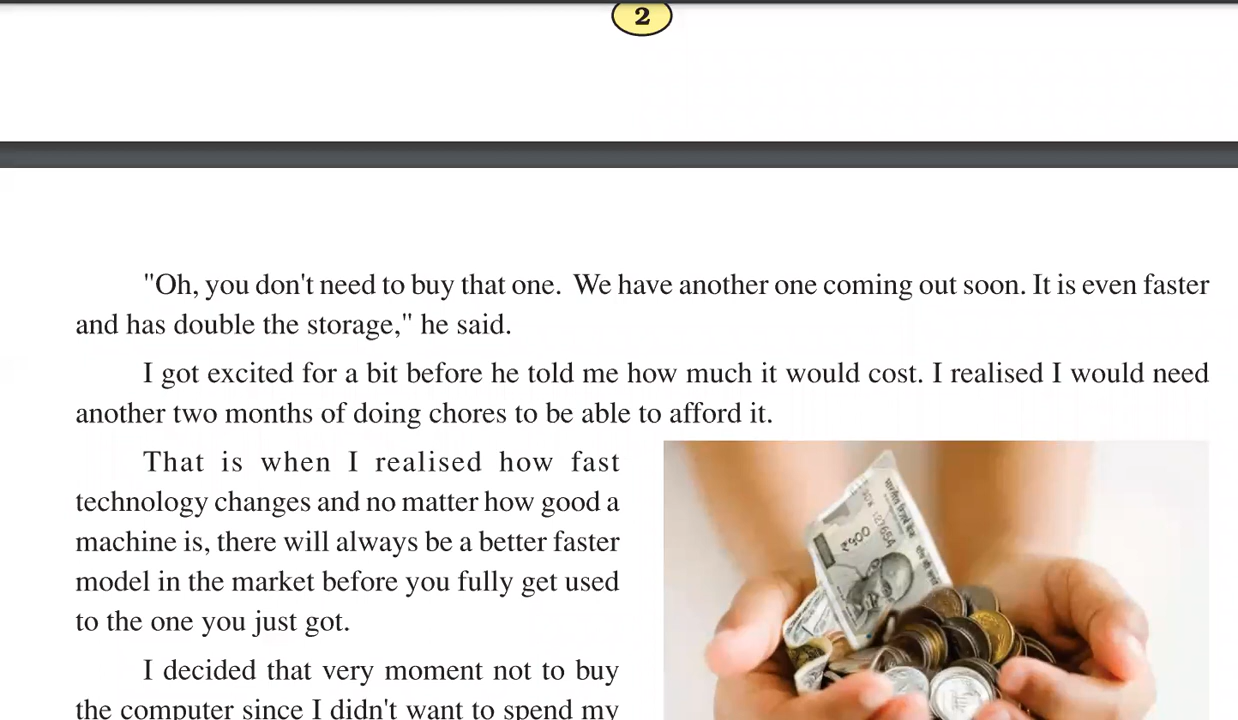 2
"Oh, you don't need to buy that one. We have another one coming out soon. It is even faster
and has double the storage," he said.
I got excited for a bit before he told me how much it would cost. I realised I would need
another two months of doing chores to be able to afford it.
That is when I realised how fast
technology changes and no matter how good a
machine is, there will always be a better faster
model in the market before you fully get used
to the one you just got.
I decided that very moment not to buy
the computer since I didn't want to spend my